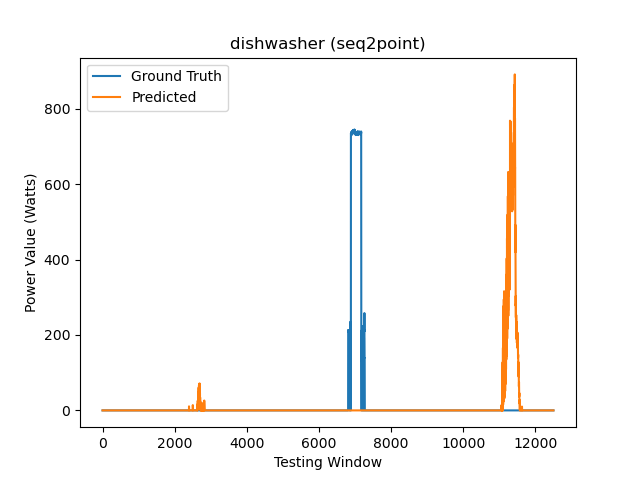 dishwasher (seq2point)
Ground Truth
Predicted
Power Value (Watts)
800
600
400
200
0
0 2000 4000 6000 8000 10000 12000
Testing Window